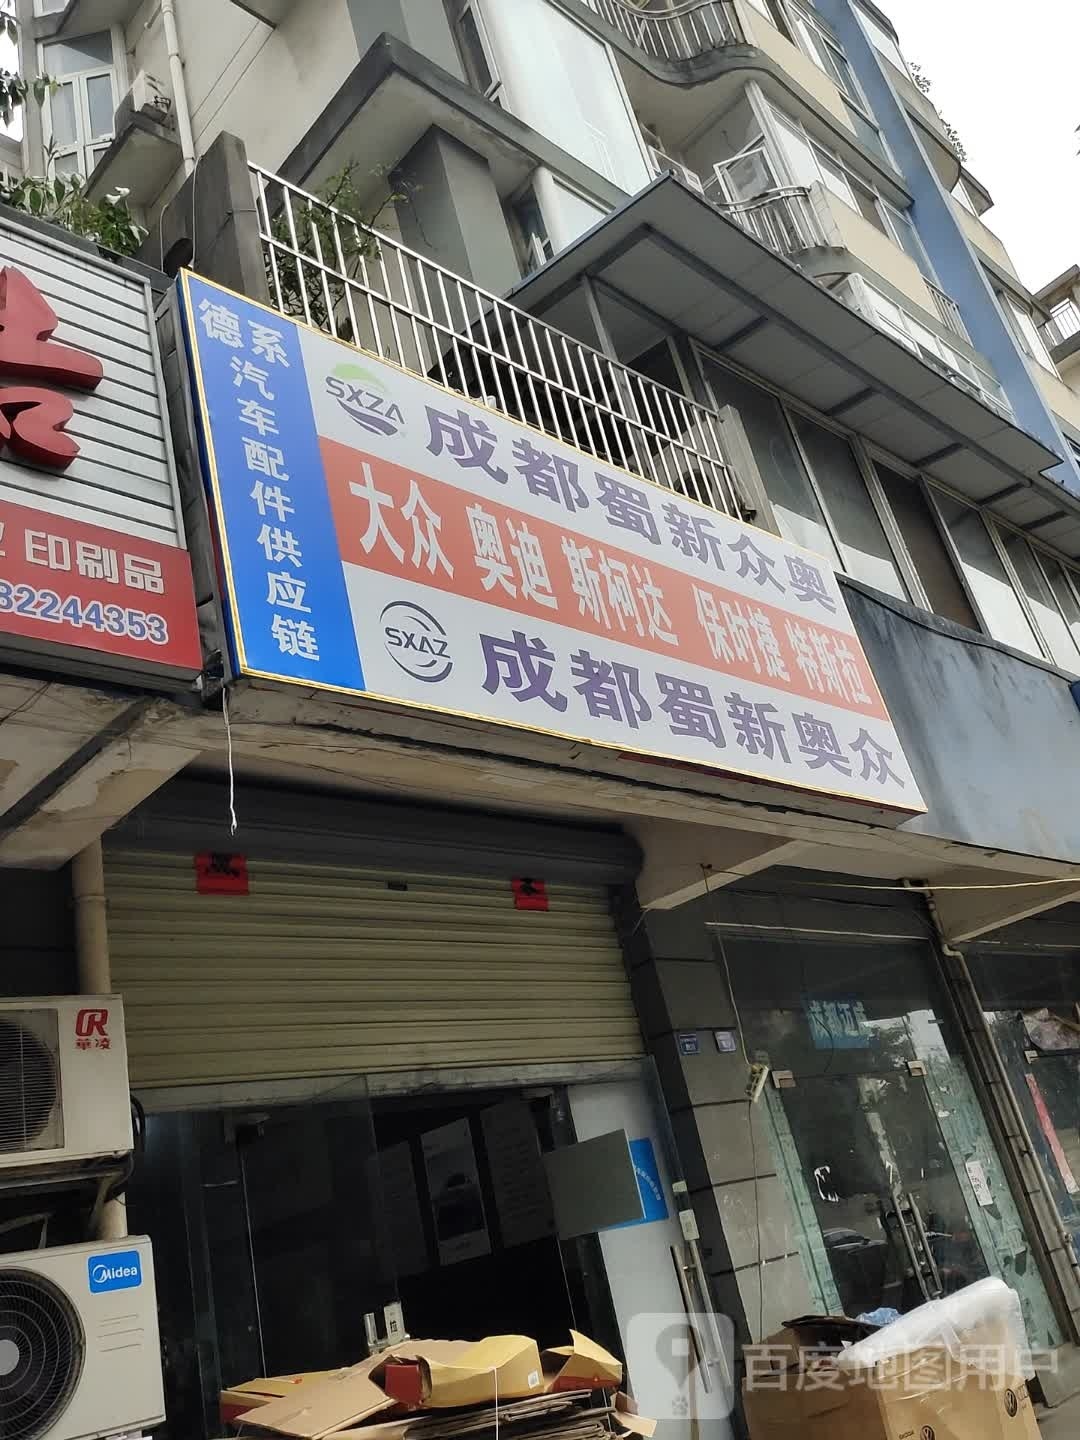 德系汽车配件供应链
SXZA
成都蜀新众奥
大众 奥迪 斯柯达 保时捷 特斯拉
SXAZ
成都蜀新奥众
印刷品
82244353
華凌
Midea
百度地图用户